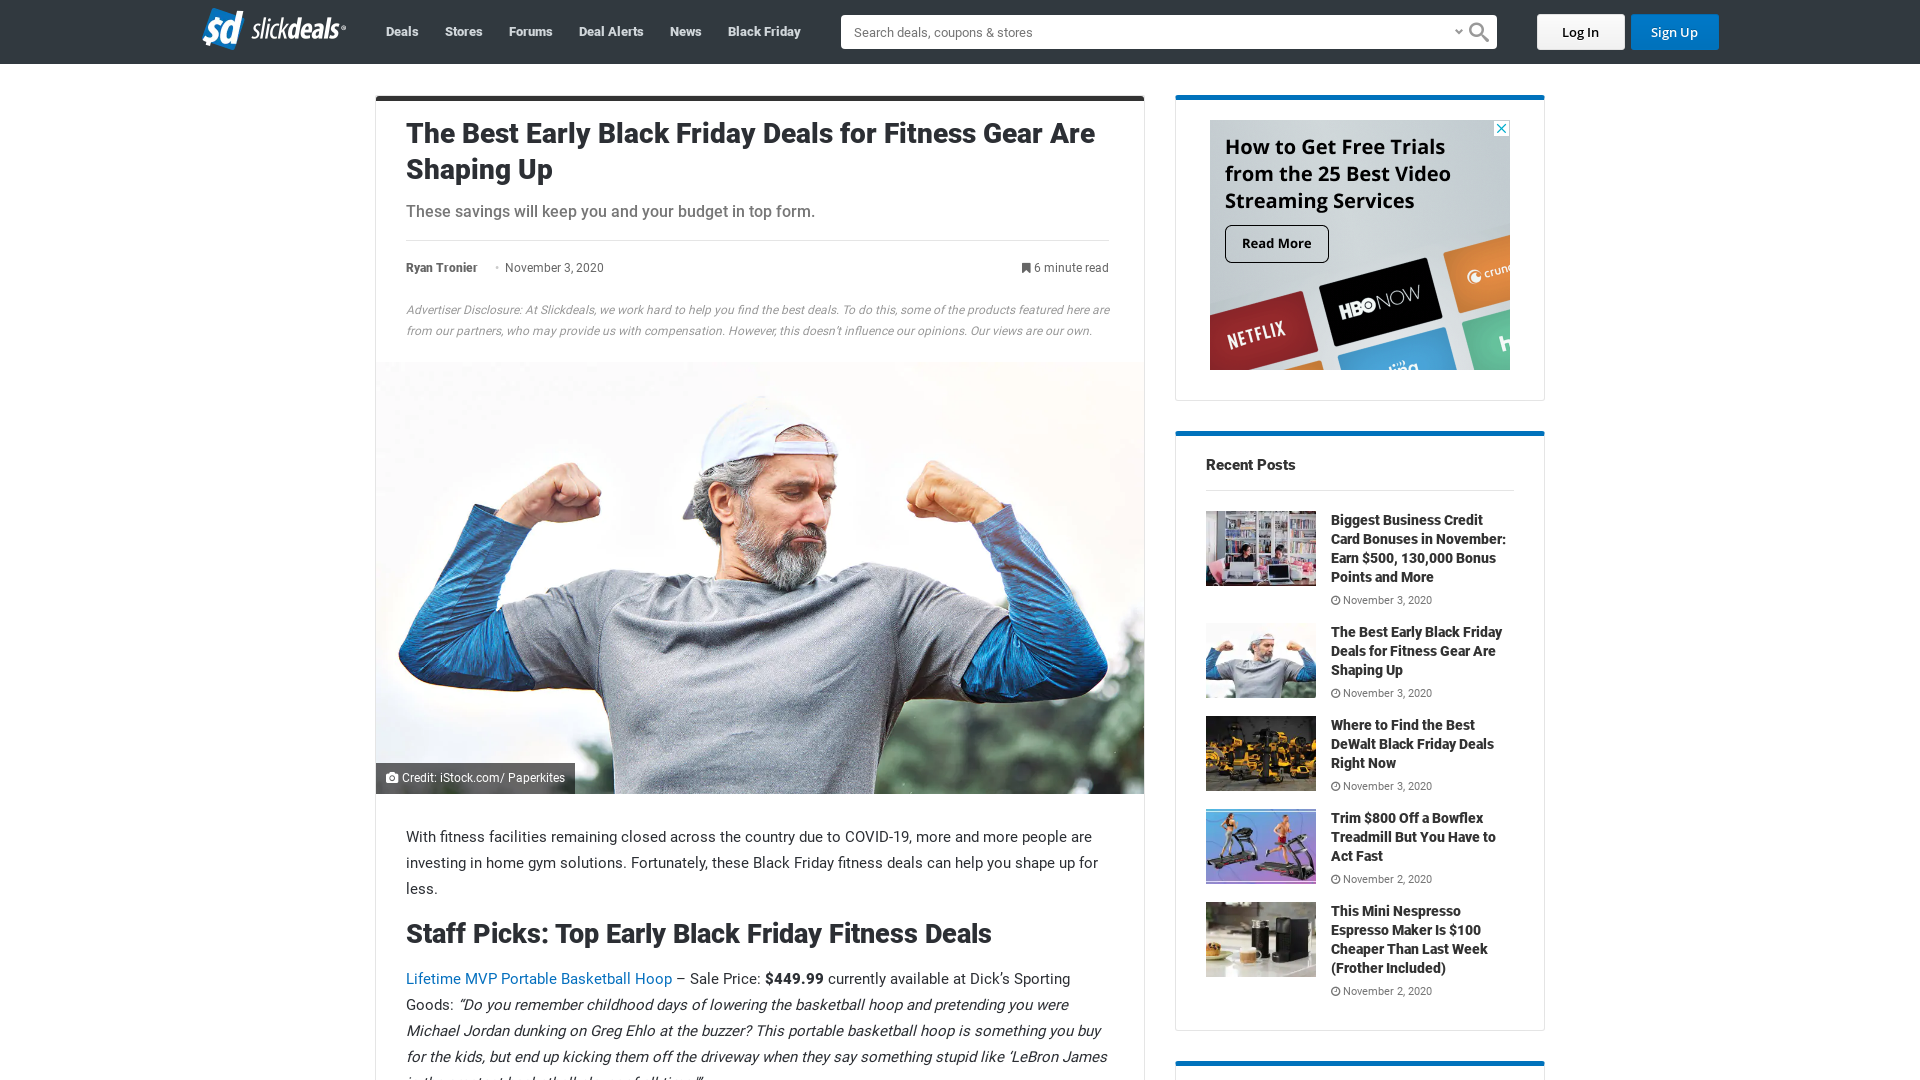 $d slickdeals®
Deals Stores Forums Deal Alerts News Black Friday
Search deals, coupons & stores
Log In Sign Up
The Best Early Black Friday Deals for Fitness Gear Are
Shaping Up
These savings will keep you and your budget in top form.
Ryan Tronier • November 3, 2020
6 minute read
Advertiser Disclosure: At Slickdeals, we work hard to help you find the best deals. To do this, some of the products featured here are
from our partners, who may provide us with compensation. However, this doesn't influence our opinions. Our views are our own.
Credit: iStock.com/ Paperkites
With fitness facilities remaining closed across the country due to COVID-19, more and more people are
investing in home gym solutions. Fortunately, these Black Friday fitness deals can help you shape up for
less.
Staff Picks: Top Early Black Friday Fitness Deals
Lifetime MVP Portable Basketball Hoop – Sale Price: $449.99 currently available at Dick's Sporting
Goods: “Do you remember childhood days of lowering the basketball hoop and pretending you were
Michael Jordan dunking on Greg Ehlo at the buzzer? This portable basketball hoop is something you buy
for the kids, but end up kicking them off the driveway when they say something stupid like ‘LeBron James
How to Get Free Trials
from the 25 Best Video
Streaming Services
Read More
NETFLIX
HBO NOW
crunc
ling
h
Recent Posts
Biggest Business Credit
Card Bonuses in November:
Earn $500, 130,000 Bonus
Points and More
November 3, 2020
The Best Early Black Friday
Deals for Fitness Gear Are
Shaping Up
November 3, 2020
Where to Find the Best
DeWalt Black Friday Deals
Right Now
November 3, 2020
Trim $800 Off a Bowflex
Treadmill But You Have to
Act Fast
November 2, 2020
This Mini Nespresso
Espresso Maker Is $100
Cheaper Than Last Week
(Frother Included)
November 2, 2020